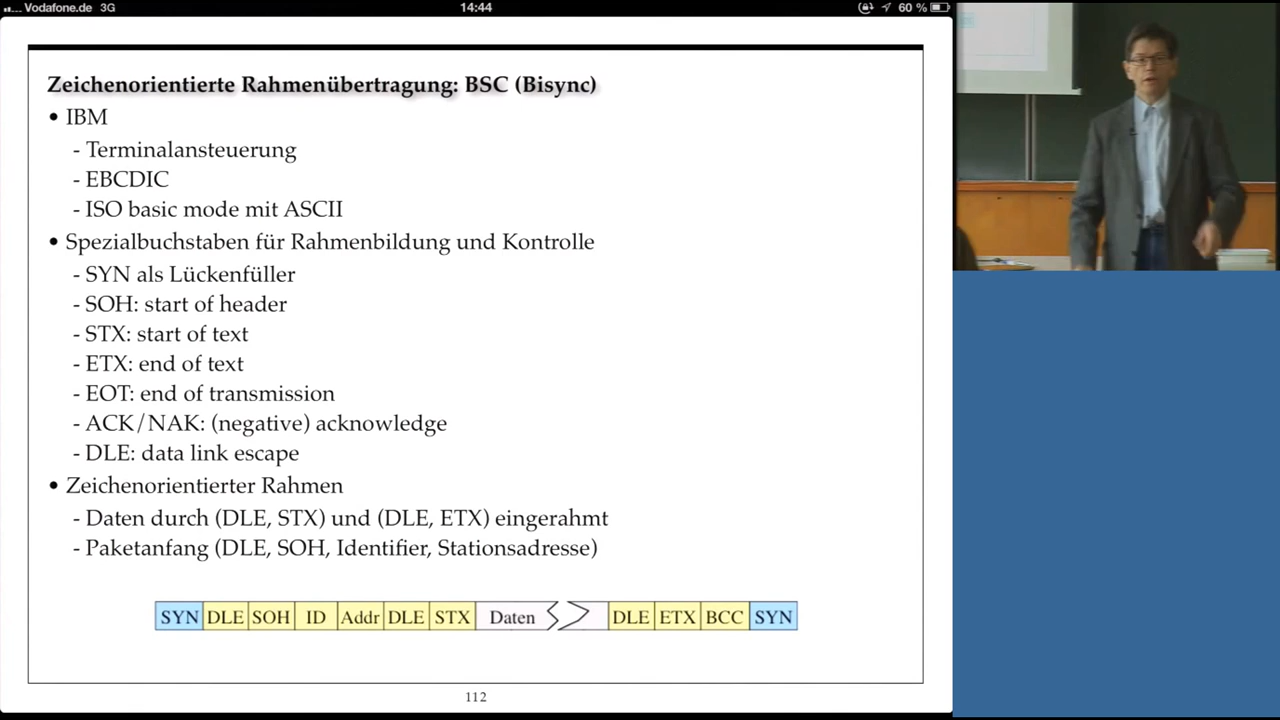 Vodafone.de 3G 14:44 60 %
Zeichenorientierte Rahmenübertragung: BSC (Bisync)
• IBM
- Terminalansteuerung
- EBCDIC
- ISO basic mode mit ASCII
• Spezialbuchstaben für Rahmenbildung und Kontrolle
- SYN als Lückenfüller
- SOH: start of header
- STX: start of text
- ETX: end of text
- EOT: end of transmission
- ACK/NAK: (negative) acknowledge
- DLE: data link escape
• Zeichenorientierter Rahmen
- Daten durch (DLE, STX) und (DLE, ETX) eingerahmt
- Paketanfang (DLE, SOH, Identifier, Stationsadresse)
SYN DLE SOH ID Addr DLE STX Daten DLE ETX BCC SYN
112